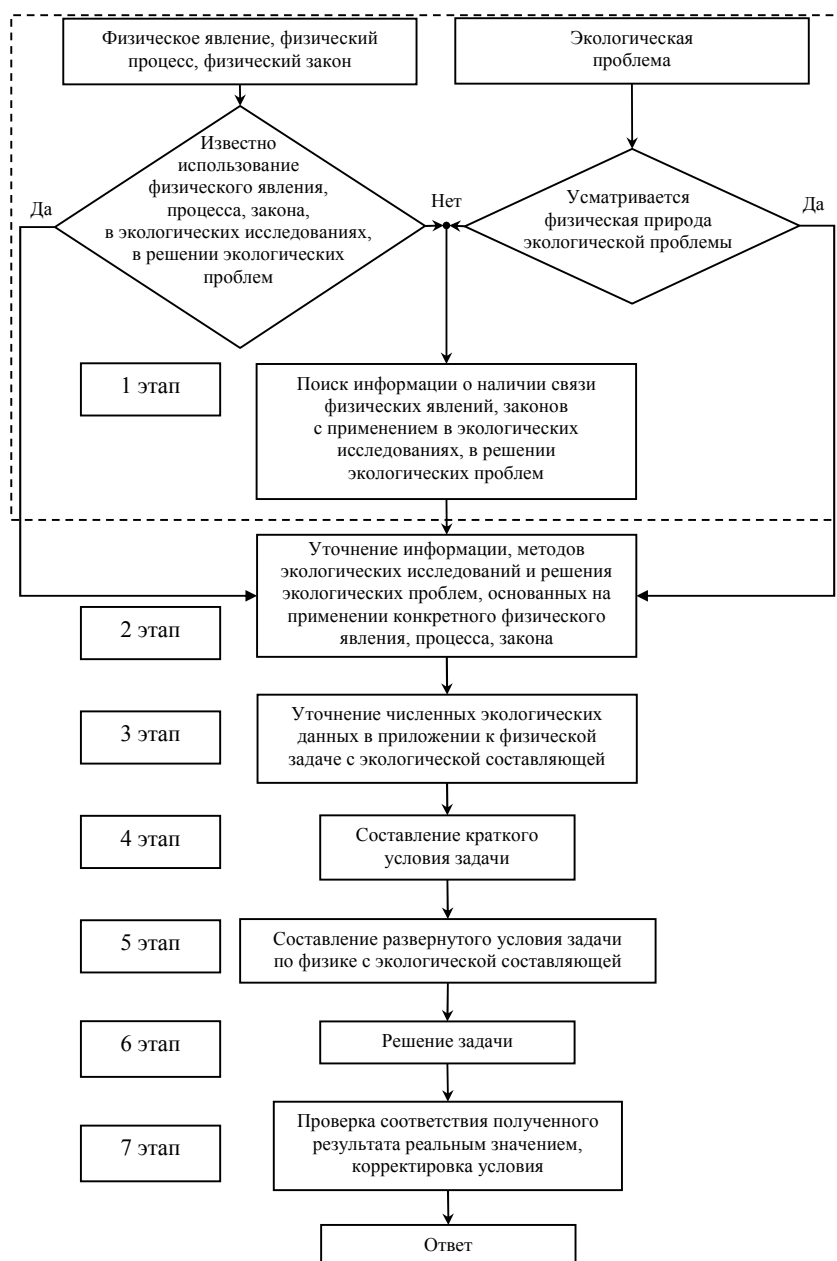 Физическое явление, физический
процесс, физический закон
Экологическая
проблема
Известно
использование
физического явления,
процесса, закона,
в экологических исследованиях,
в решении экологических
проблем
Да
Нет
Усматривается
физическая природа
экологической проблемы
Да
1 этап
Поиск информации о наличии связи
физических явлений, законов
с применением в экологических
исследованиях, в решении
экологических проблем
Уточнение информации, методов
экологических исследований и решения
экологических проблем, основанных на
применении конкретного физического
явления, процесса, закона
2 этап
Уточнение численных экологических
данных в приложении к физической
задаче с экологической составляющей
3 этап
Составление краткого
условия задачи
4 этап
Составление развернутого условия задачи
по физике с экологической составляющей
5 этап
Решение задачи
6 этап
Проверка соответствия полученного
результата реальным значением,
корректировка условия
7 этап
Ответ